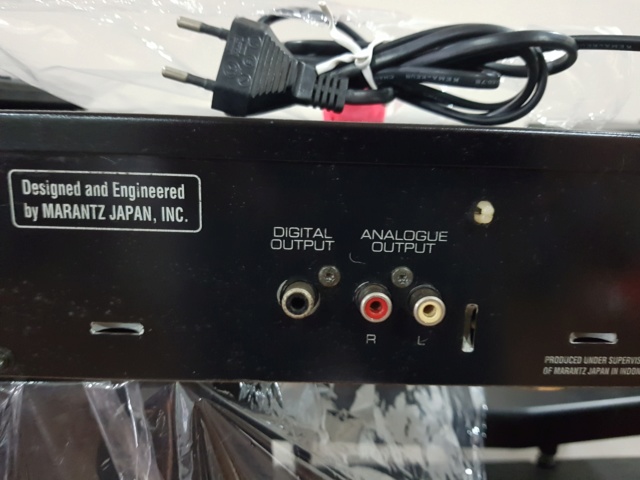 Designed and Engineered
by MARANTZ JAPAN, INC.
DIGITAL
OUTPUT
ANALOGUE
OUTPUT
R
L
PRODUCED UNDER SUPERVIS
OF MARANTZ JAPAN IN INDON